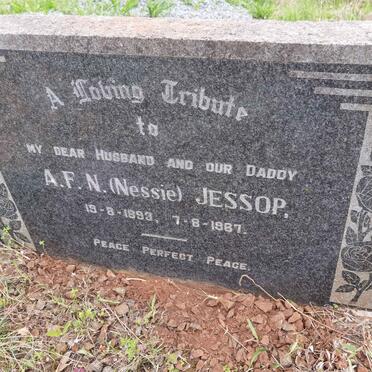 A Loving Tribute
to
MY DEAR HUSBAND AND OUR DADDY
A.F.N. (Nessie) JESSOP.
19-8-1893, 7-6-1967.
PEACE PERFECT PEACE.